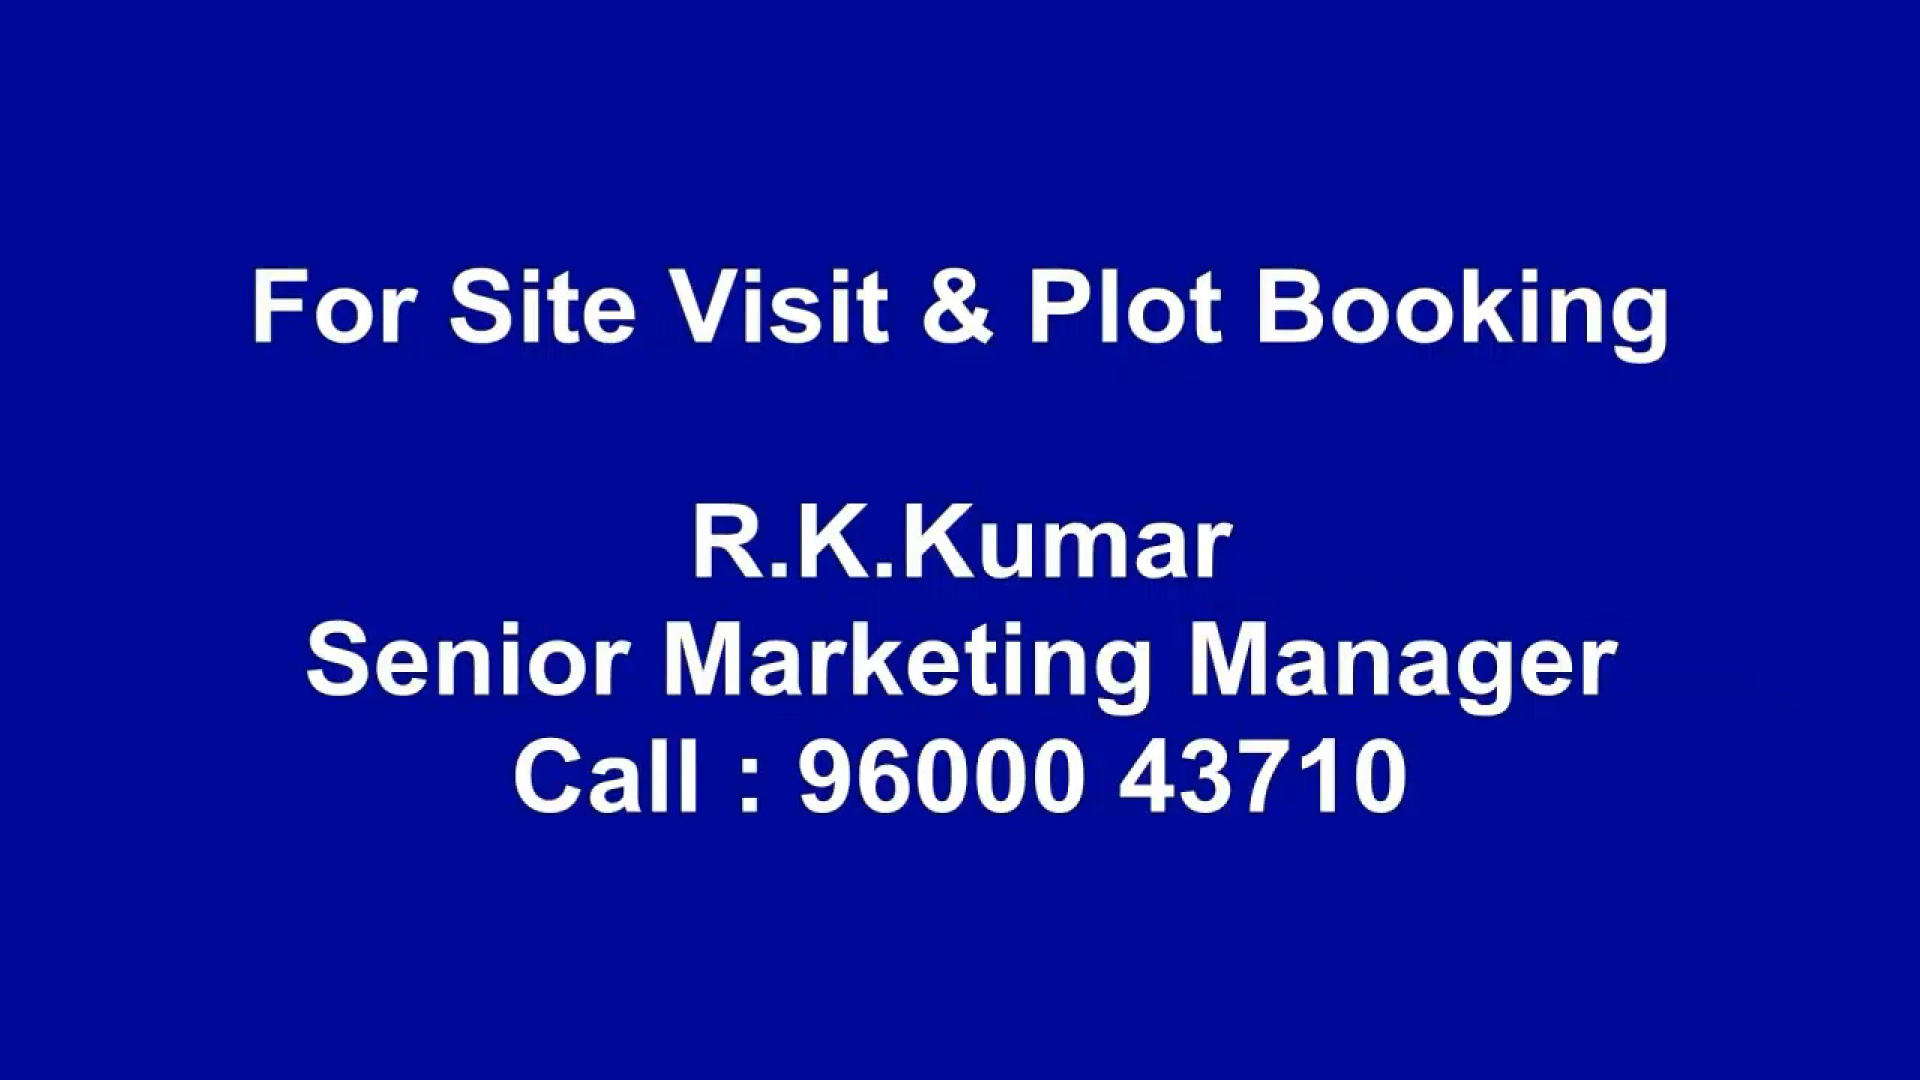 For Site Visit & Plot Booking
R.K.Kumar
Senior Marketing Manager
Call : 96000 43710